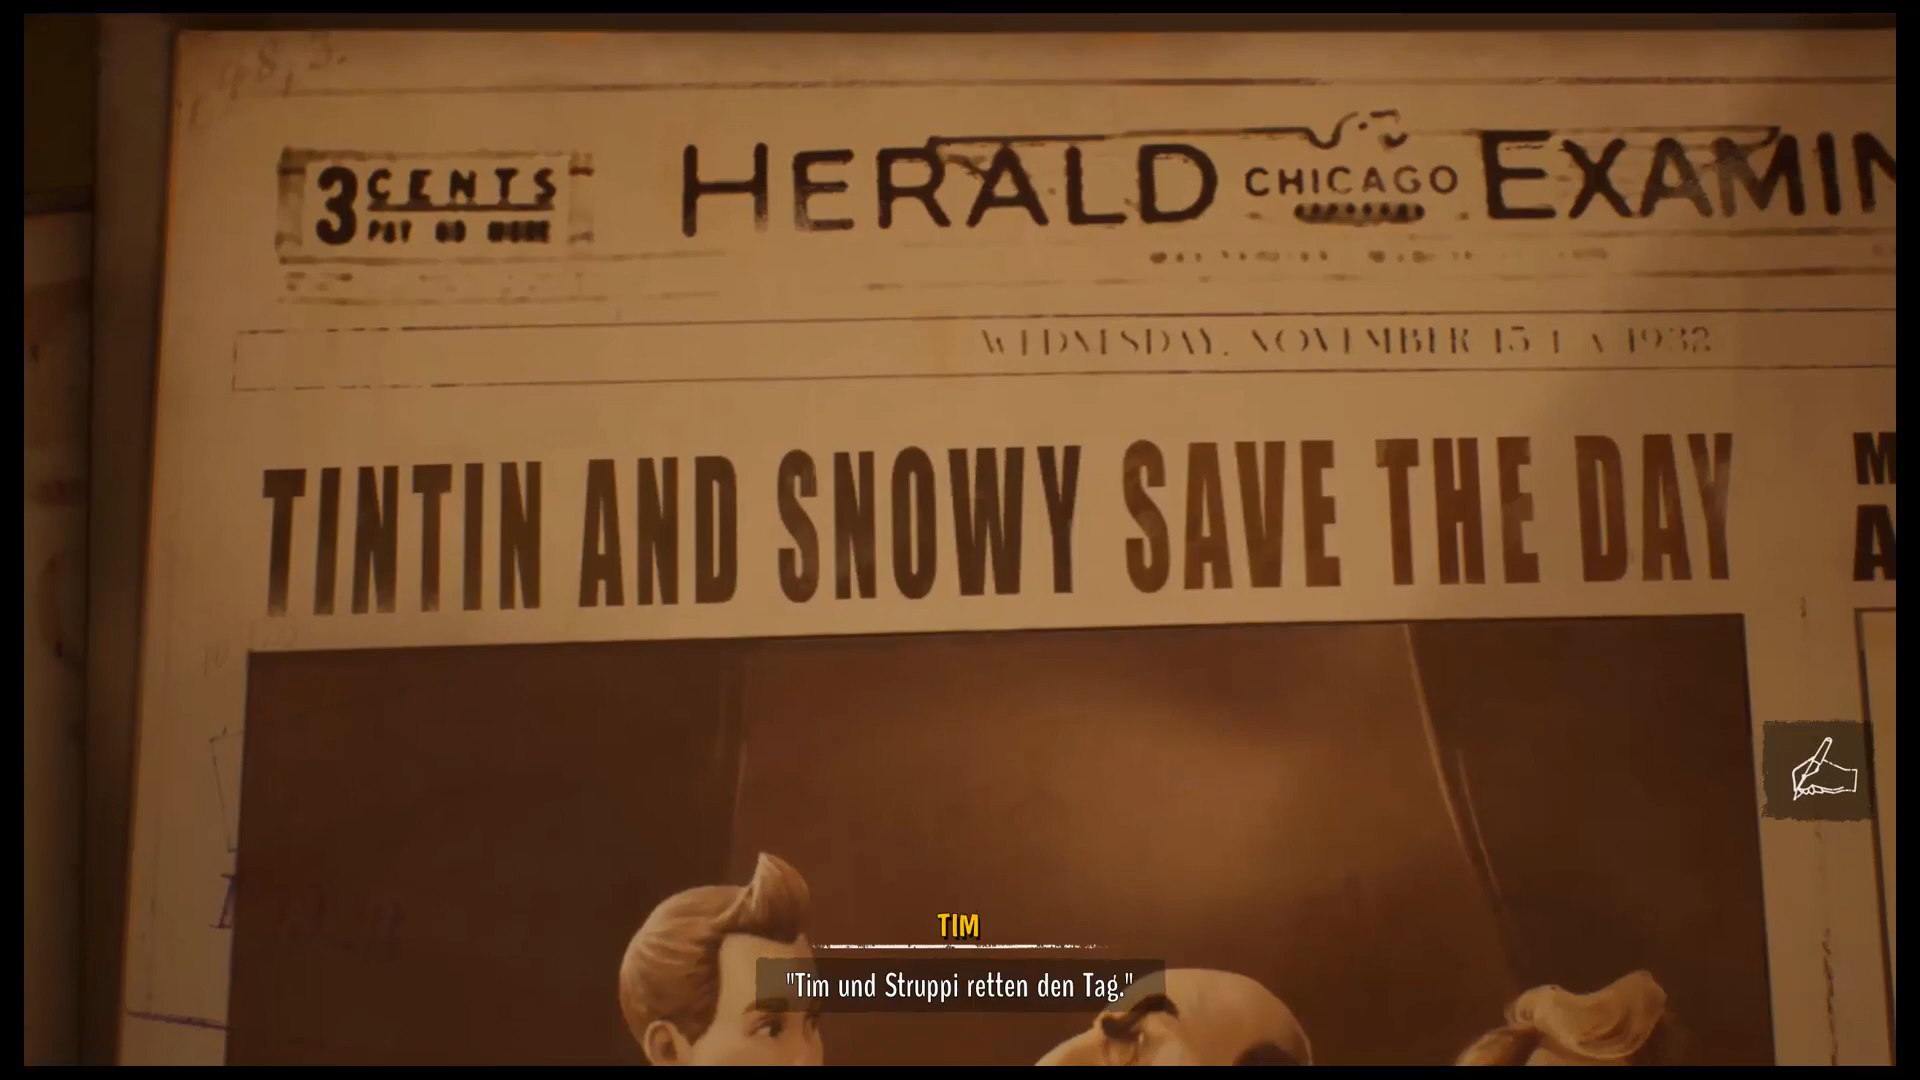 3 CENTS
HERALD CHICAGO EXAMIN
WEDNESDAY, NOVEMBER 15 1932
TINTIN AND SNOWY SAVE THE DAY
M
A
TIM
"Tim und Struppi retten den Tag."